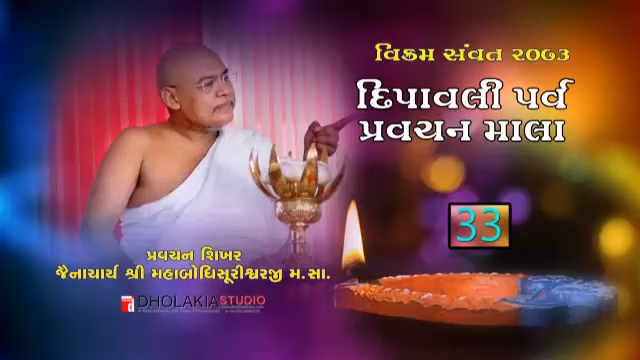 વિક્રમ સંવત ૨૦૭૩
દિપાવલી પર્વ
પ્રવચન માલા
33
પ્રવચન શિખર
જૈનાચાર્ય શ્રી મહાબોધિસૂરીશ્વરજી મ.સા.
DHOLAKIA STUDIO